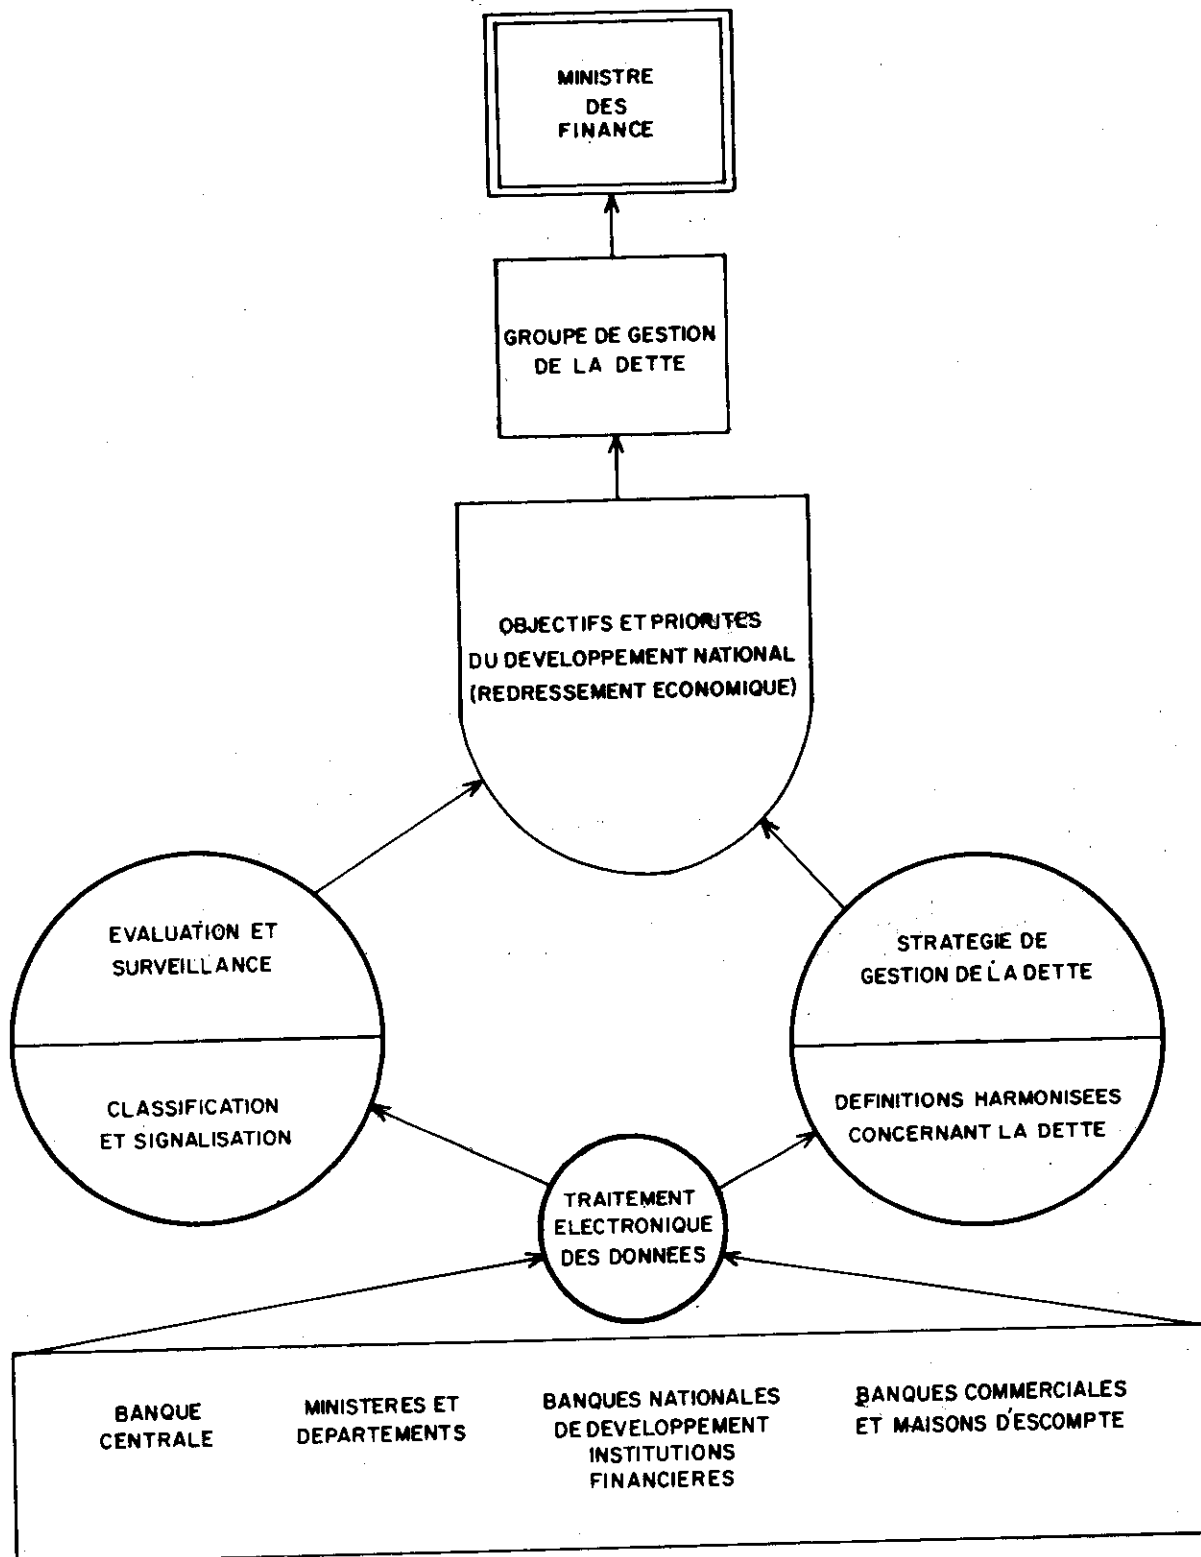 MINISTRE
DES
FINANCE
GROUPE DE GESTION
DE LA DETTE
OBJECTIFS ET PRIORITES
DU DEVELOPPEMENT NATIONAL
(REDRESSEMENT ECONOMIQUE)
EVALUATION ET
SURVEILLANCE
CLASSIFICATION
ET SIGNALISATION
STRATEGIE DE
GESTION DE LA DETTE
DEFINITIONS HARMONISEES
CONCERNANT LA DETTE
TRAITEMENT
ELECTRONIQUE
DES DONNEES
BANQUE
CENTRALE
MINISTERES ET
DEPARTEMENTS
BANQUES NATIONALES
DE DEVELOPPEMENT
INSTITUTIONS
FINANCIERES
BANQUES COMMERCIALES
ET MAISONS D'ESCOMPTE